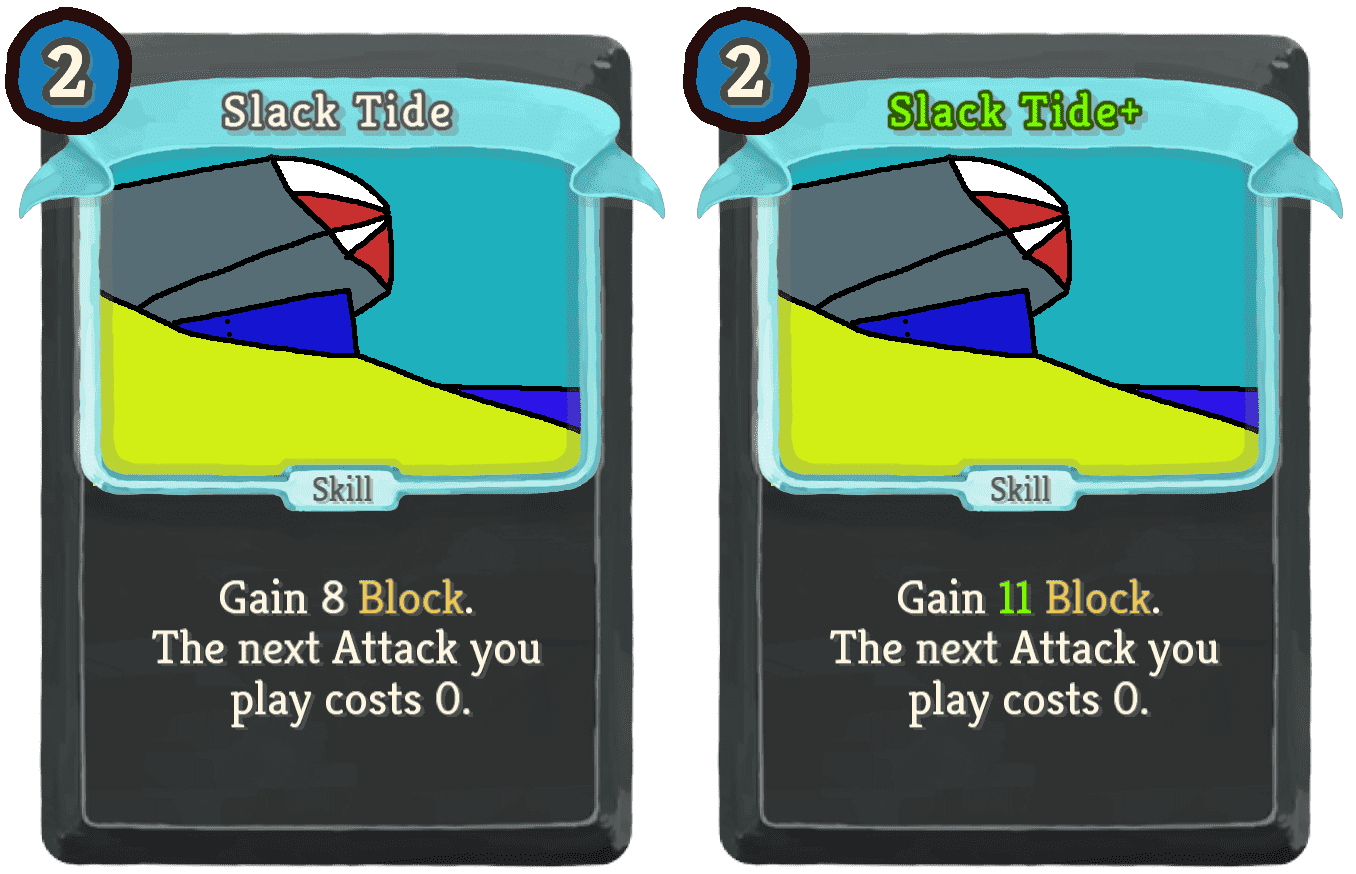 2
Slack Tide
Skill
Gain 8 Block.
The next Attack you
play costs 0.
2
Slack Tide+
Skill
Gain 11 Block.
The next Attack you
play costs 0.